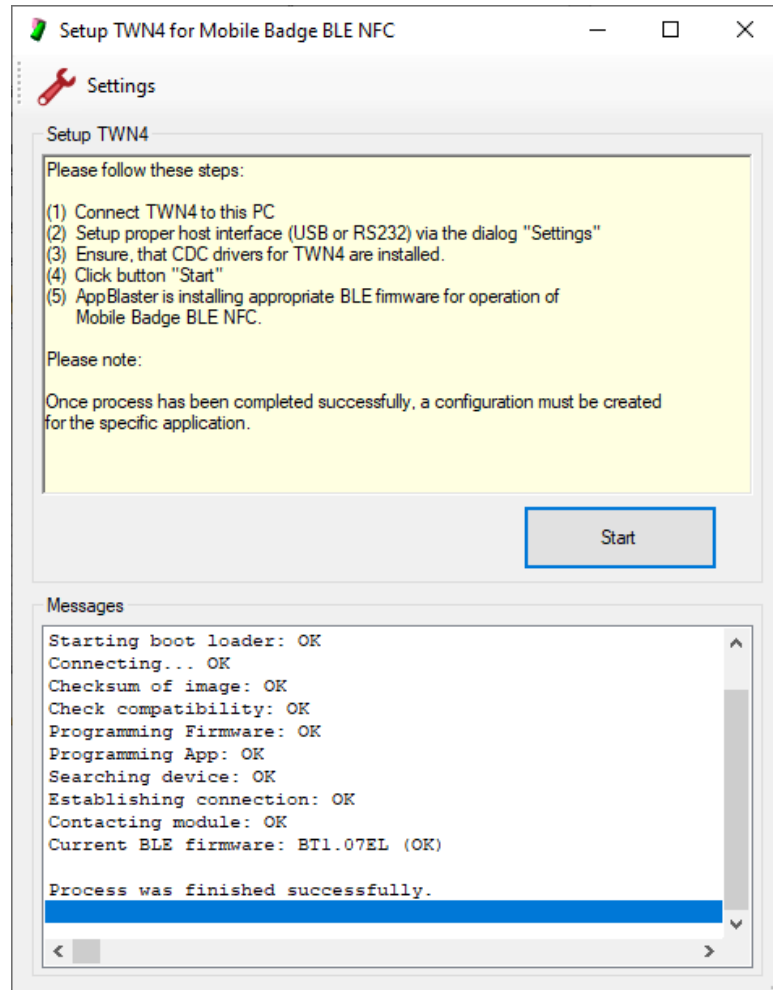 Setup TWN4 for Mobile Badge BLE NFC
Settings
Setup TWN4
Please follow these steps:
(1) Connect TWN4 to this PC
(2) Setup proper host interface (USB or RS232) via the dialog "Settings"
(3) Ensure, that CDC drivers for TWN4 are installed.
(4) Click button "Start"
(5) AppBlaster is installing appropriate BLE firmware for operation of
Mobile Badge BLE NFC.
Please note:
Once process has been completed successfully, a configuration must be created
for the specific application.
Start
Messages
Starting boot loader: OK
Connecting... OK
Checksum of image: OK
Check compatibility: OK
Programming Firmware: OK
Programming App: OK
Searching device: OK
Establishing connection: OK
Contacting module: OK
Current BLE firmware: BT1.07EL (OK)
Process was finished successfully.